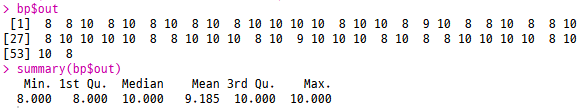 > bp$out
[1] 8 8 10 8 10 8 10 8 10 10 10 10 8 10 10 8 9 10 8 8 10 8 8 10
[27] 8 10 10 10 10 8 8 10 10 10 8 10 9 10 10 10 8 10 8 8 10 10 10 10 8 10
[53] 10 8
> summary(bp$out)
Min. 1st Qu. Median Mean 3rd Qu. Max.
8.000 8.000 10.000 9.185 10.000 10.000